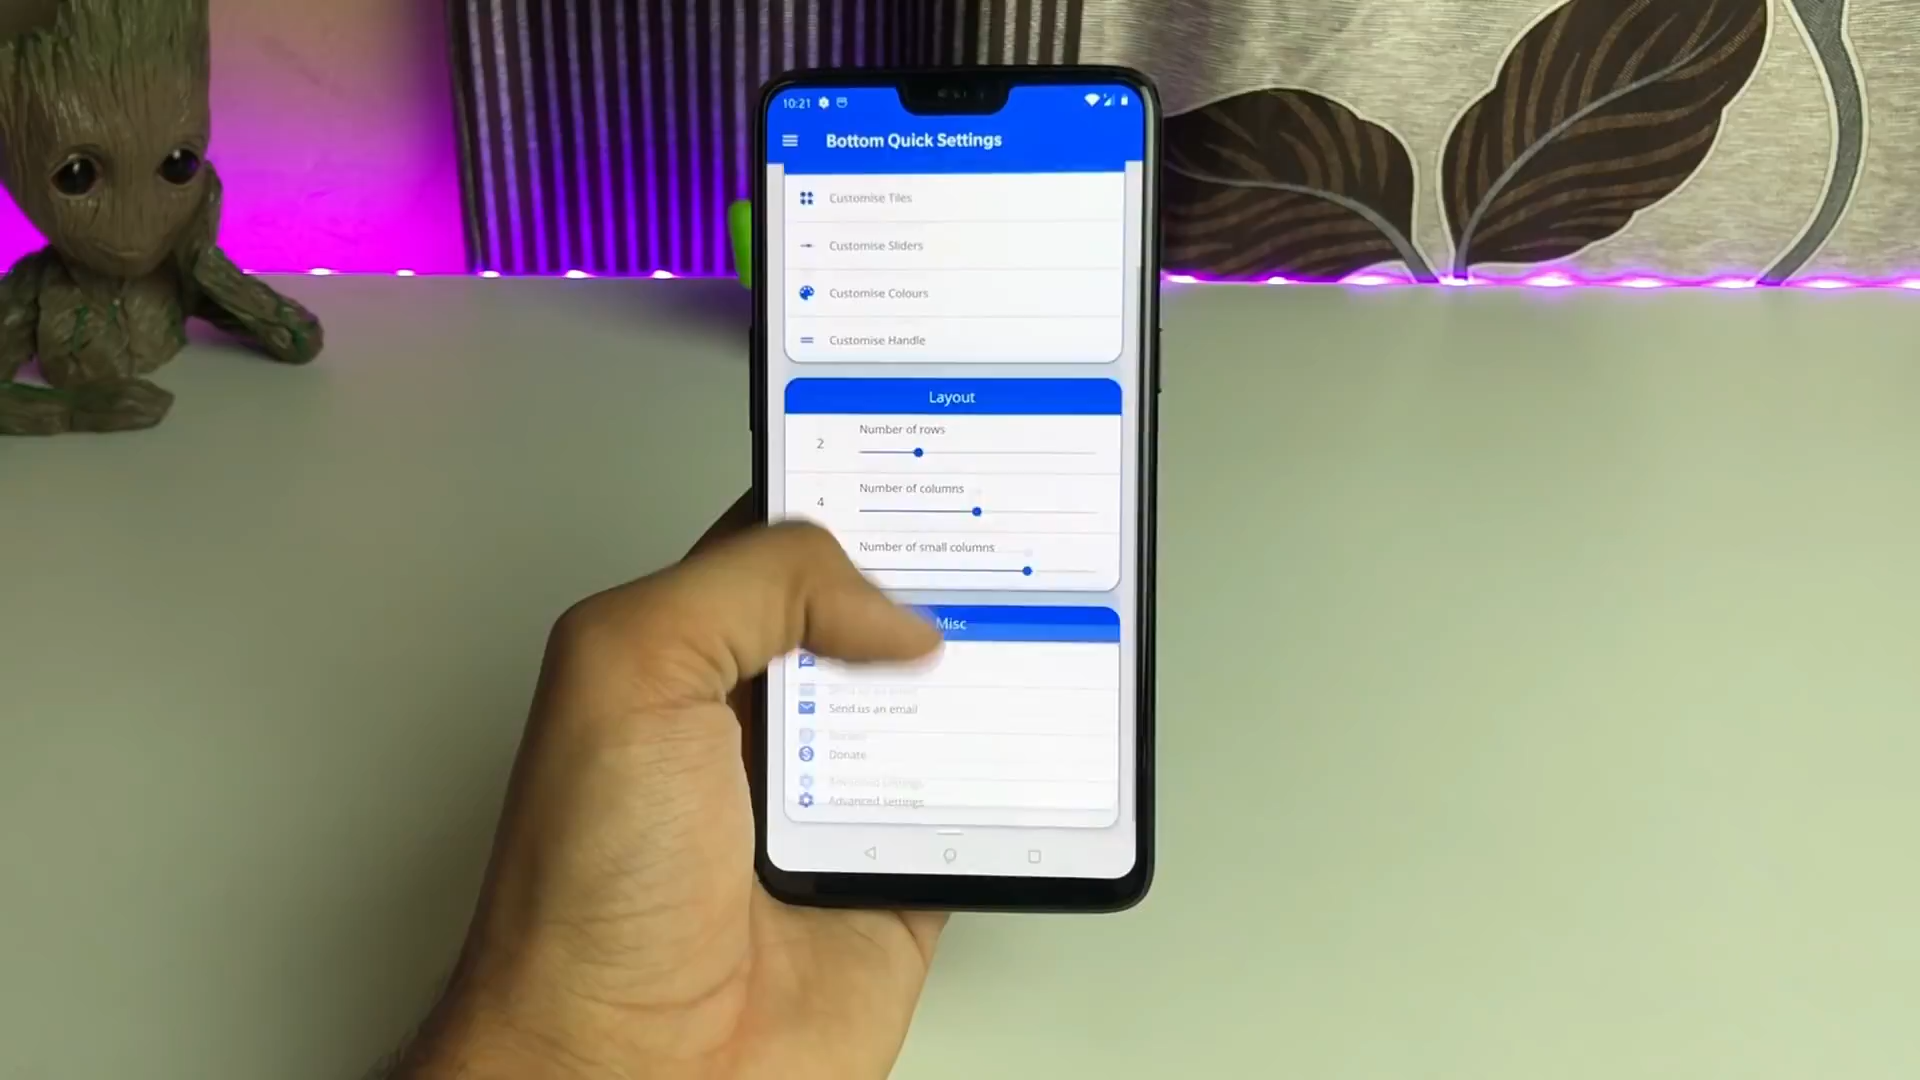 10:21
Bottom Quick Settings
Customise Tiles
Customise Sliders
Customise Colours
Customise Handle
Layout
Number of rows
2
Number of columns
4
Number of small columns
Misc
Send us an email
Donate
Advanced settings